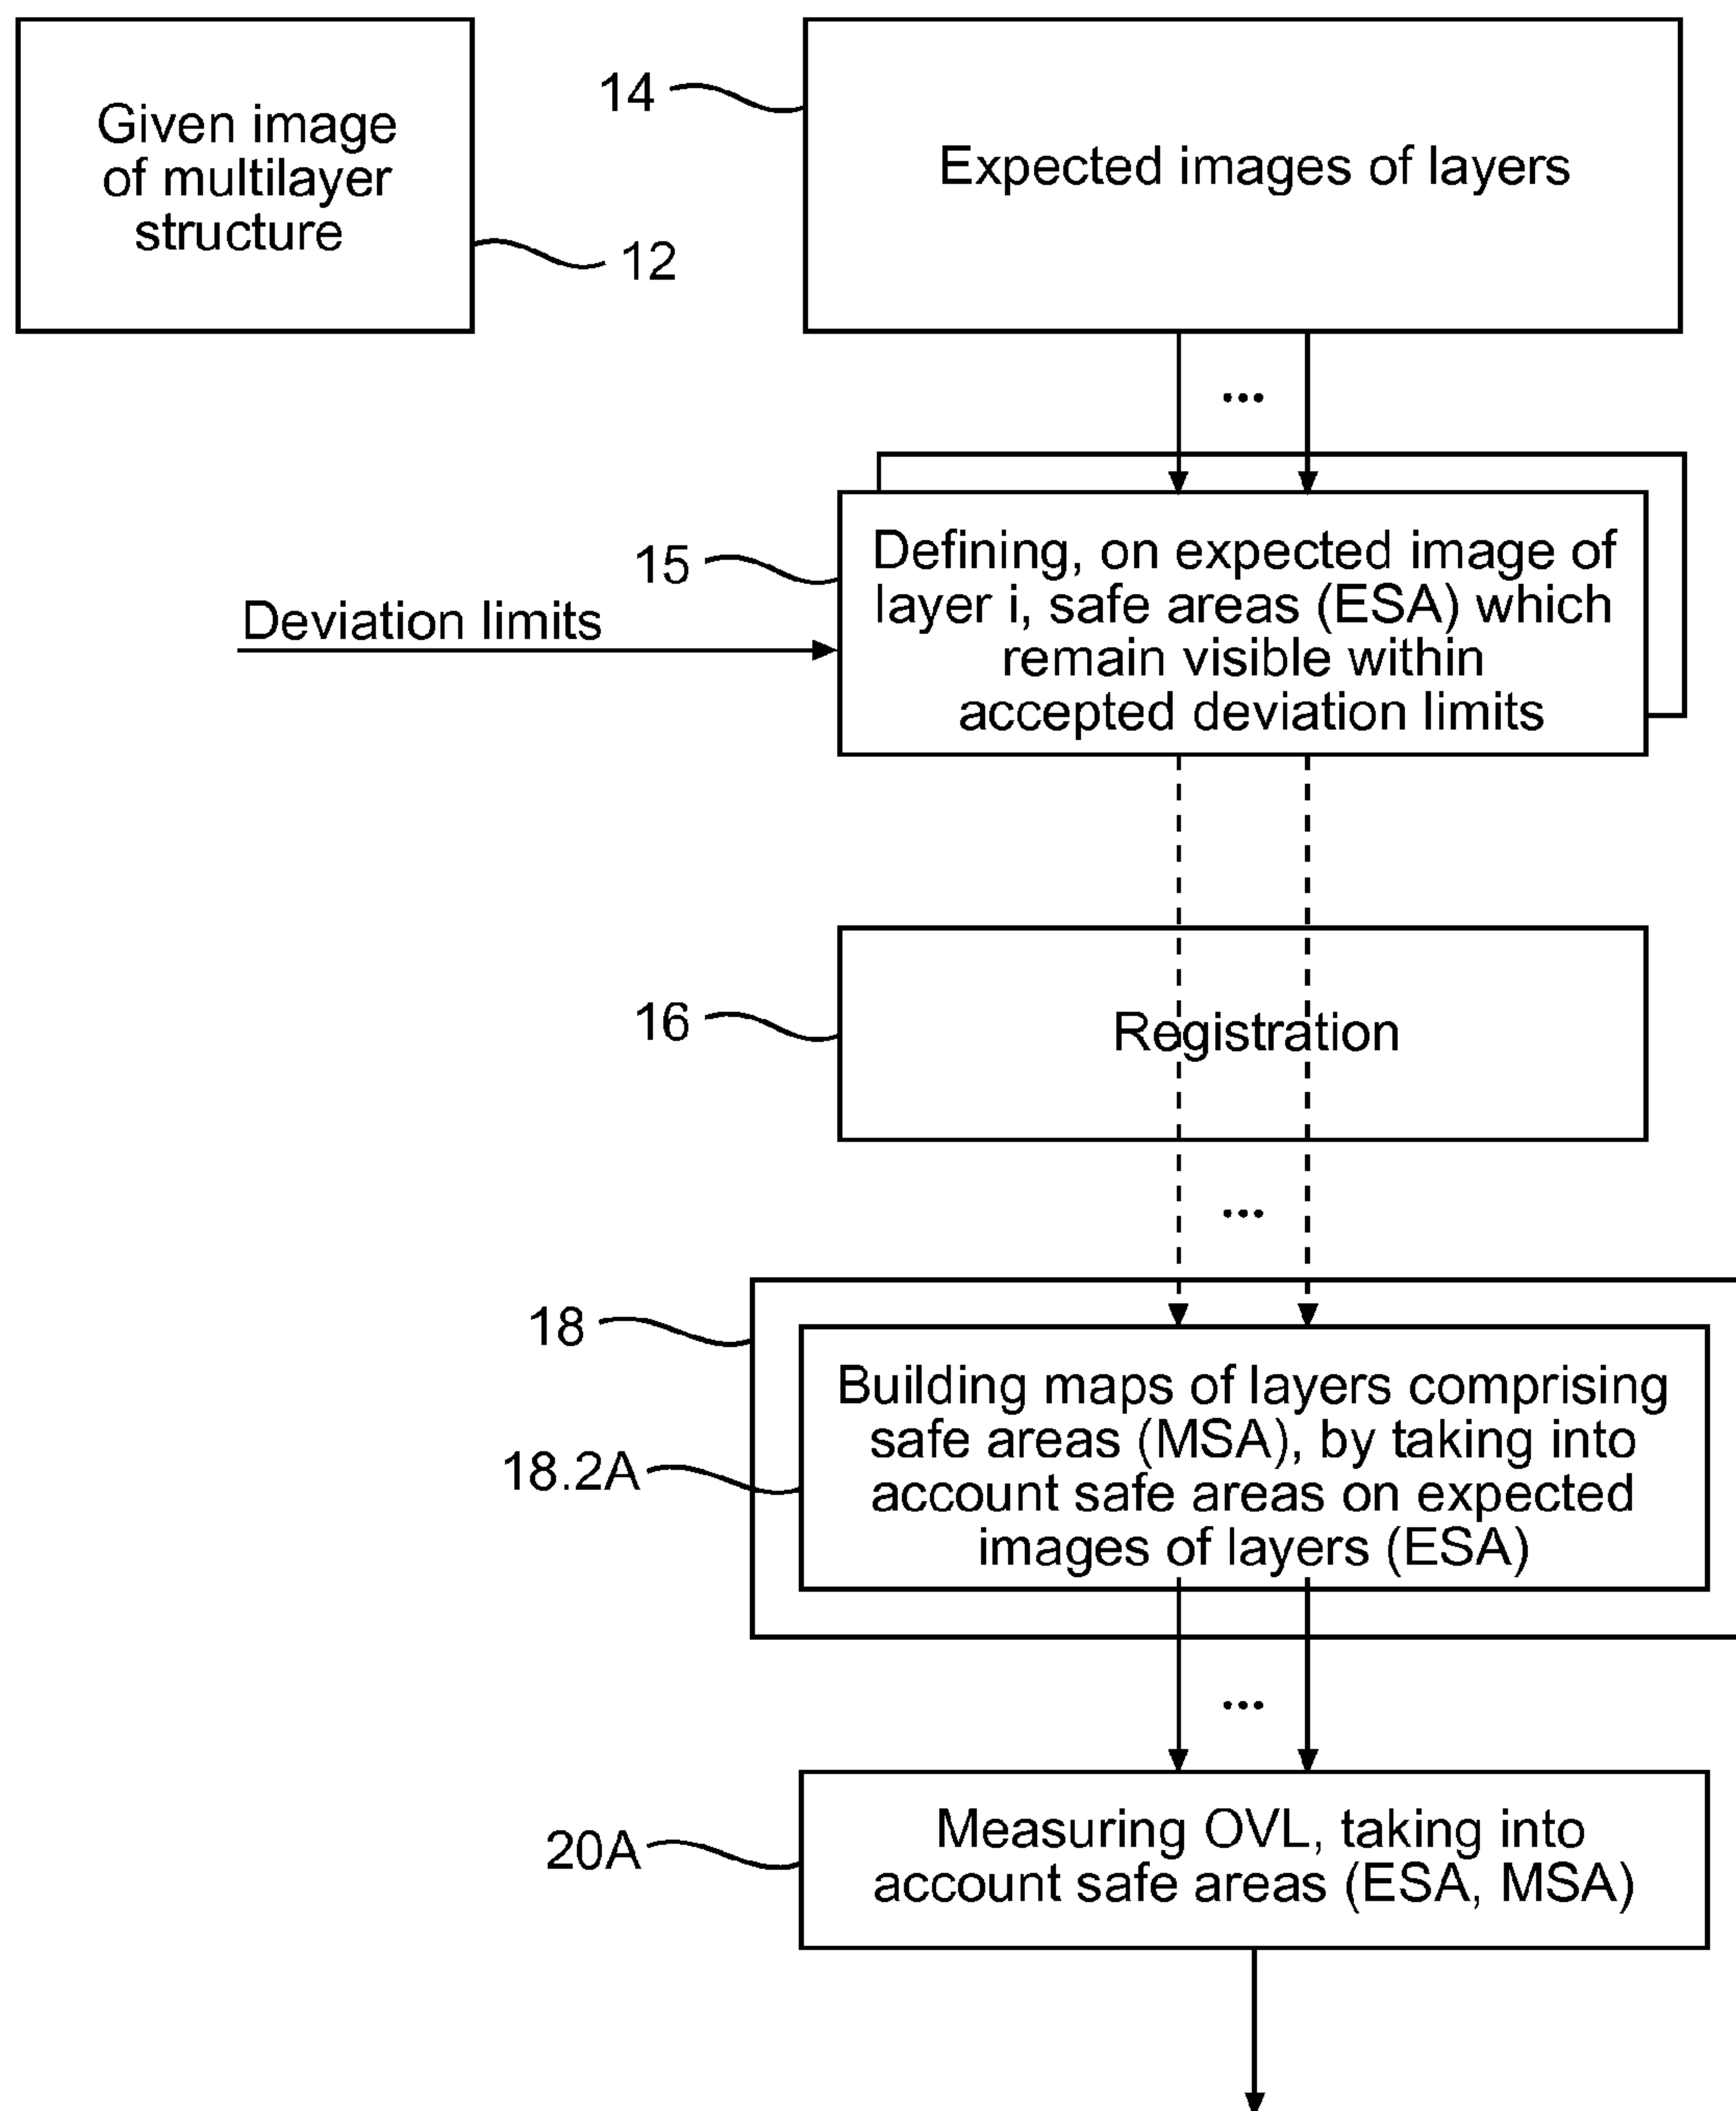 Given image
of multilayer
structure
12
14
Expected images of layers
...
15
Defining, on expected image of
layer i, safe areas (ESA) which
remain visible within
accepted deviation limits
Deviation limits
16
Registration
...
18
18.2A
Building maps of layers comprising
safe areas (MSA), by taking into
account safe areas on expected
images of layers (ESA)
...
20A
Measuring OVL, taking into
account safe areas (ESA, MSA)